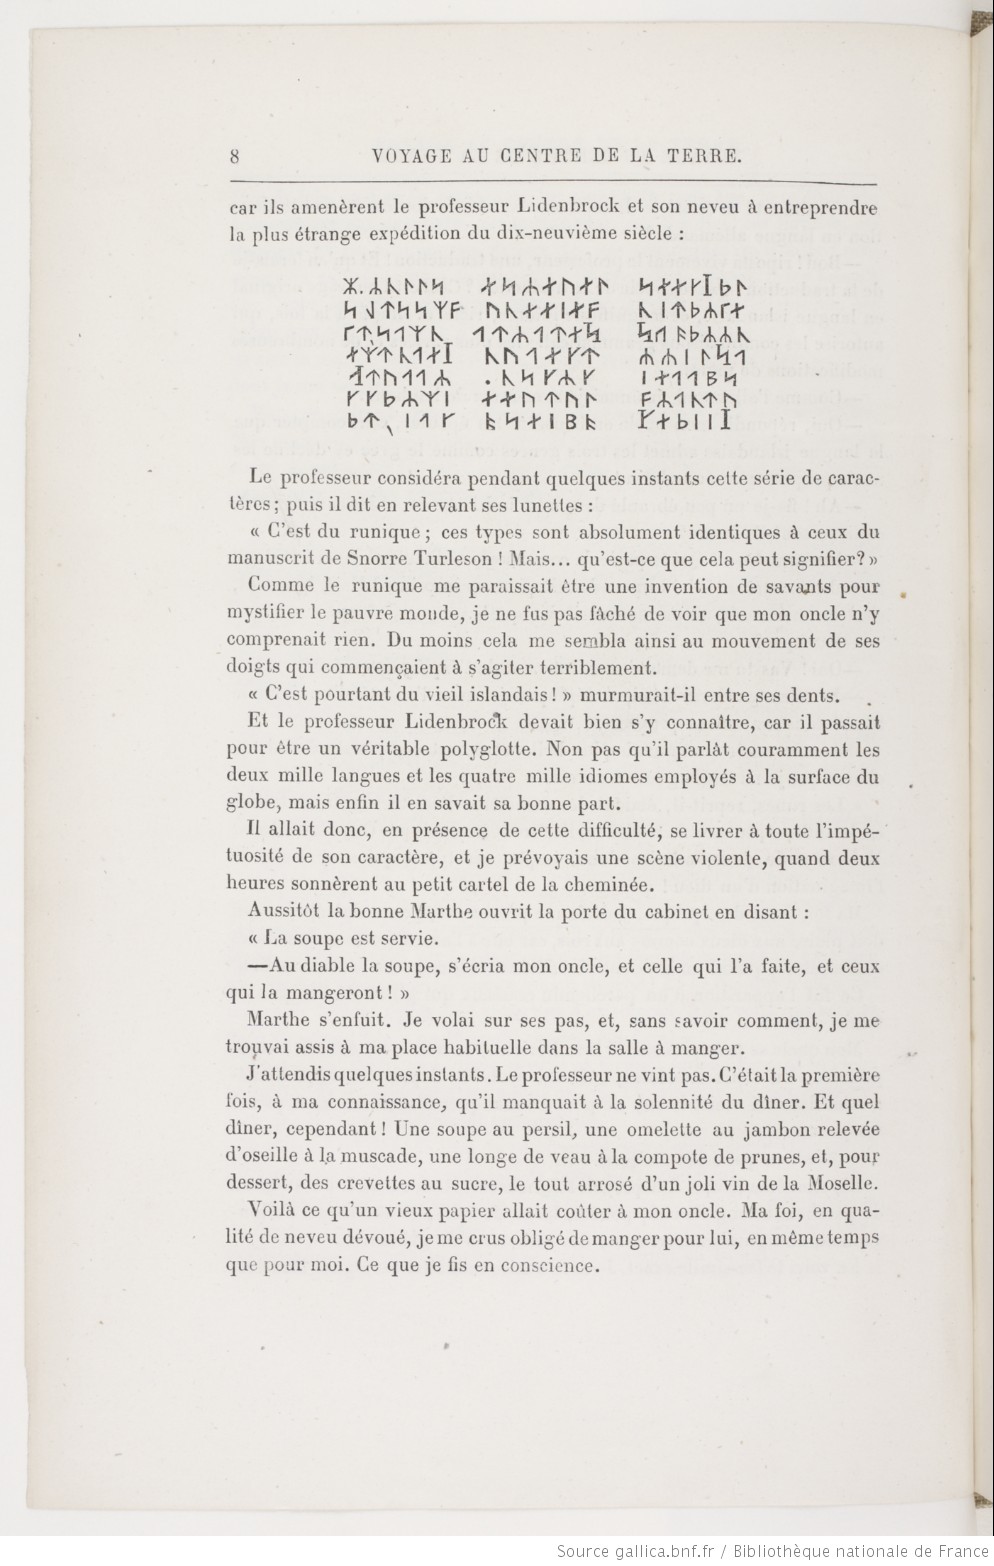 8 VOYAGE AU CENTRE DE LA TERRE.
car ils amenèrent le professeur Lidenbrock et son neveu à entreprendre
la plus étrange expédition du dix-neuvième siècle :
Le professeur considéra pendant quelques instants cette série de carac-
tères ; puis il dit en relevant ses lunettes :
« C'est du runique ; ces types sont absolument identiques à ceux du
manuscrit de Snorre Turleson ! Mais... qu'est-ce que cela peut signifier? »
Comme le runique me paraissait être une invention de savants pour
mystifier le pauvre monde, je ne fus pas fâché de voir que mon oncle n'y
comprenait rien. Du moins cela me sembla ainsi au mouvement de ses
doigts qui commençaient à s'agiter terriblement.
« C'est pourtant du vieil islandais ! » murmurait-il entre ses dents.
Et le professeur Lidenbrock devait bien s'y connaître, car il passait
pour être un véritable polyglotte. Non pas qu'il parlât couramment les
deux mille langues et les quatre mille idiomes employés à la surface du
globe, mais enfin il en savait sa bonne part.
Il allait donc, en présence de cette difficulté, se livrer à toute l'impé-
tuosité de son caractère, et je prévoyais une scène violente, quand deux
heures sonnèrent au petit cartel de la cheminée.
Aussitôt la bonne Marthe ouvrit la porte du cabinet en disant :
« La soupe est servie.
—Au diable la soupe, s'écria mon oncle, et celle qui l'a faite, et ceux
qui la mangeront ! »
Marthe s'enfuit. Je volai sur ses pas, et, sans savoir comment, je me
trouvai assis à ma place habituelle dans la salle à manger.
J'attendis quelques instants. Le professeur ne vint pas. C'était la première
fois, à ma connaissance, qu'il manquait à la solennité du dîner. Et quel
dîner, cependant ! Une soupe au persil, une omelette au jambon relevée
d'oseille à la muscade, une longe de veau à la compote de prunes, et, pour
dessert, des crevettes au sucre, le tout arrosé d'un joli vin de la Moselle.
Voilà ce qu'un vieux papier allait coûter à mon oncle. Ma foi, en qua-
lité de neveu dévoué, je me crus obligé de manger pour lui, en même temps
que pour moi. Ce que je fis en conscience.
Source gallica.bnf.fr / Bibliothèque nationale de France